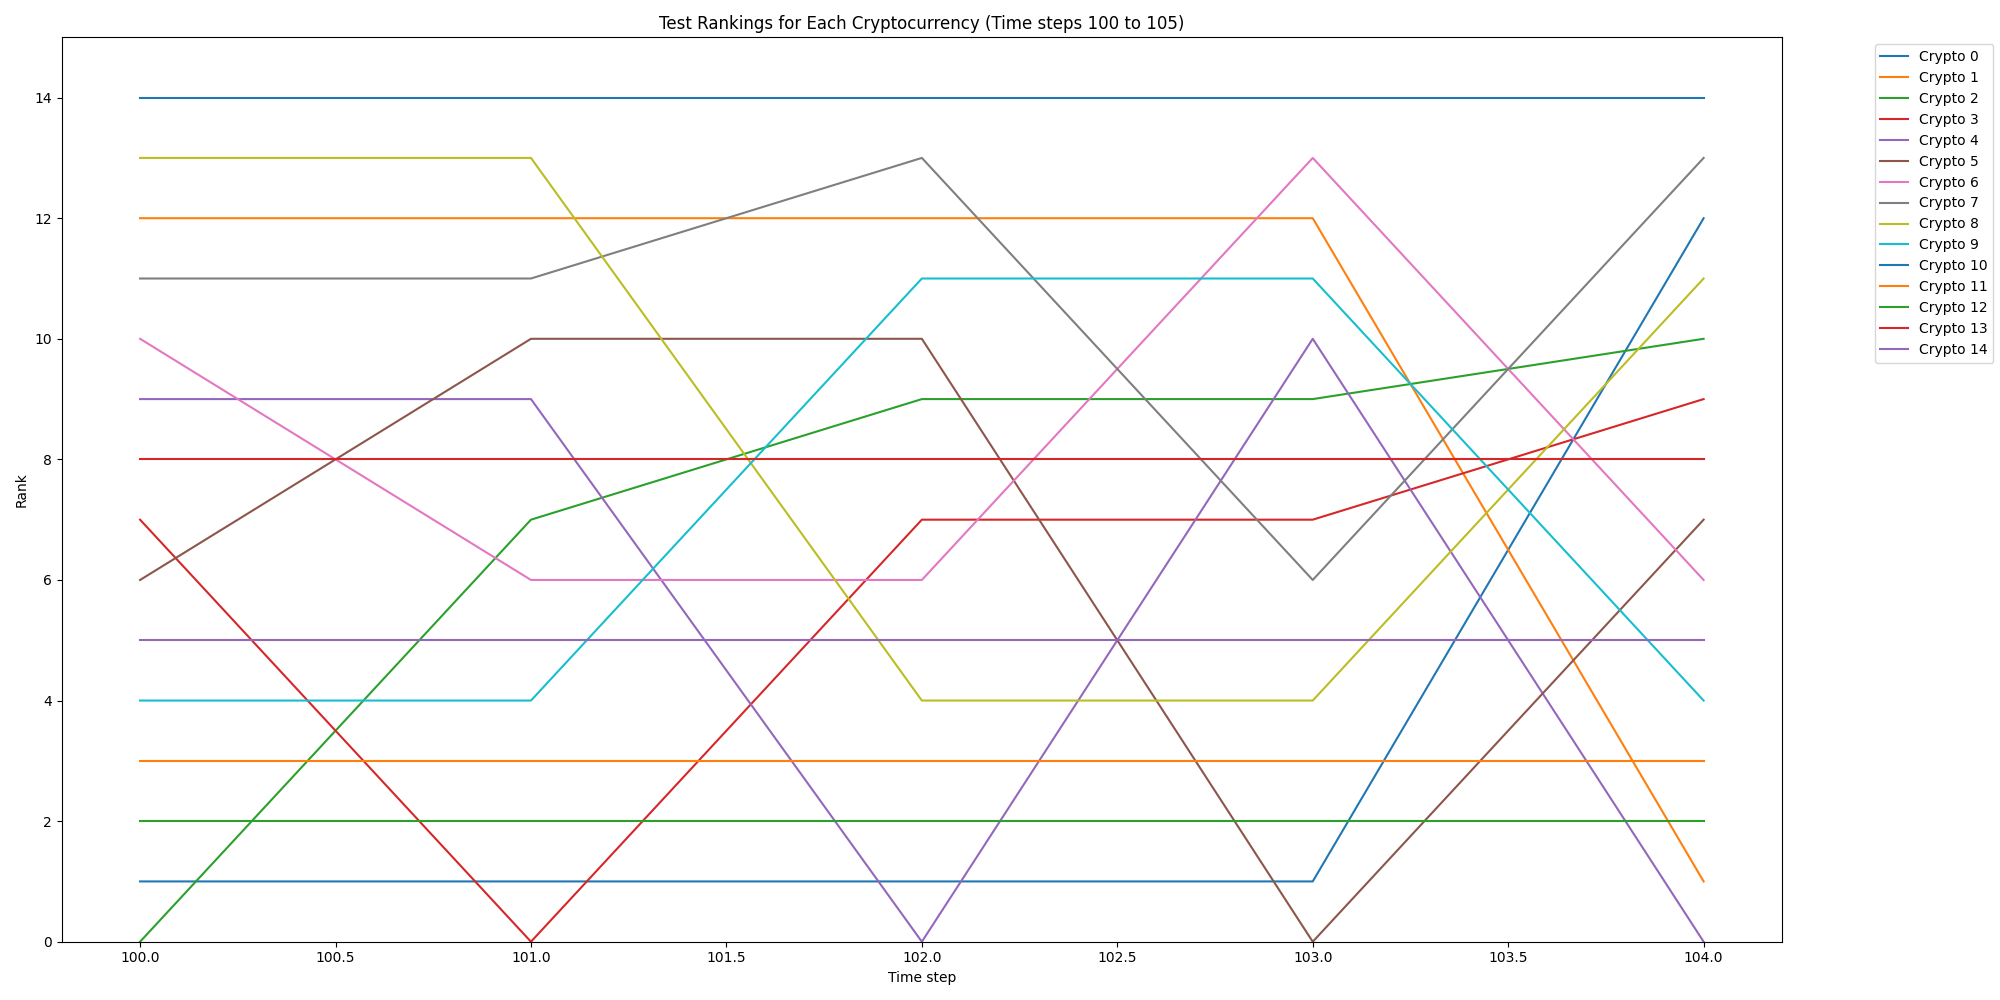 Test Rankings for Each Cryptocurrency (Time steps 100 to 105)
14
12
10
8
6
4
2
0
Rank
100.0 100.5 101.0 101.5 102.0 102.5 103.0 103.5 104.0
Time step
Crypto 0
Crypto 1
Crypto 2
Crypto 3
Crypto 4
Crypto 5
Crypto 6
Crypto 7
Crypto 8
Crypto 9
Crypto 10
Crypto 11
Crypto 12
Crypto 13
Crypto 14